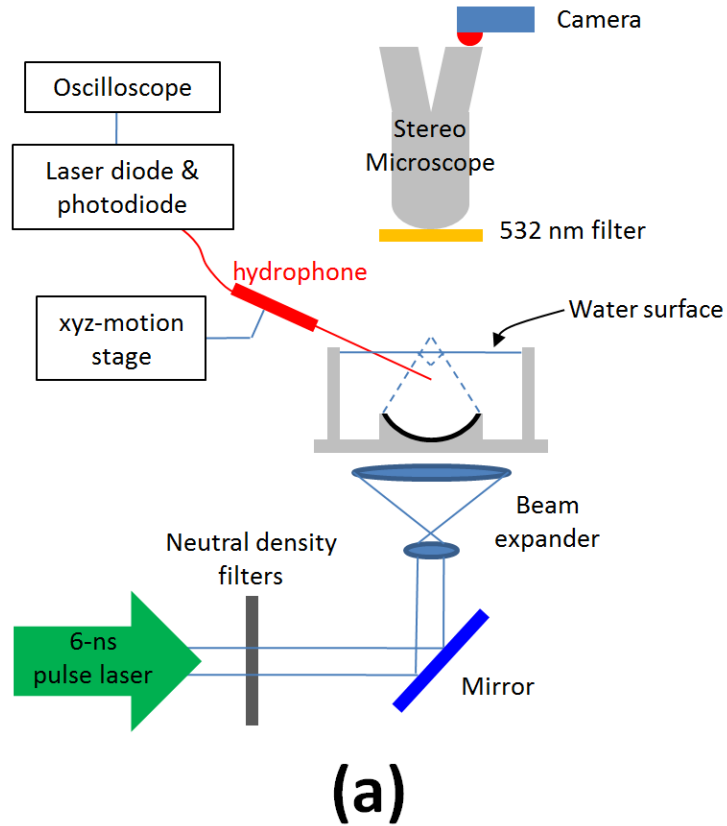 Camera
Oscilloscope
Stereo
Microscope
Laser diode &
photodiode
532 nm filter
hydrophone
xyz-motion
stage
Water surface
Beam
expander
Neutral density
filters
6-ns
pulse laser
Mirror
(a)